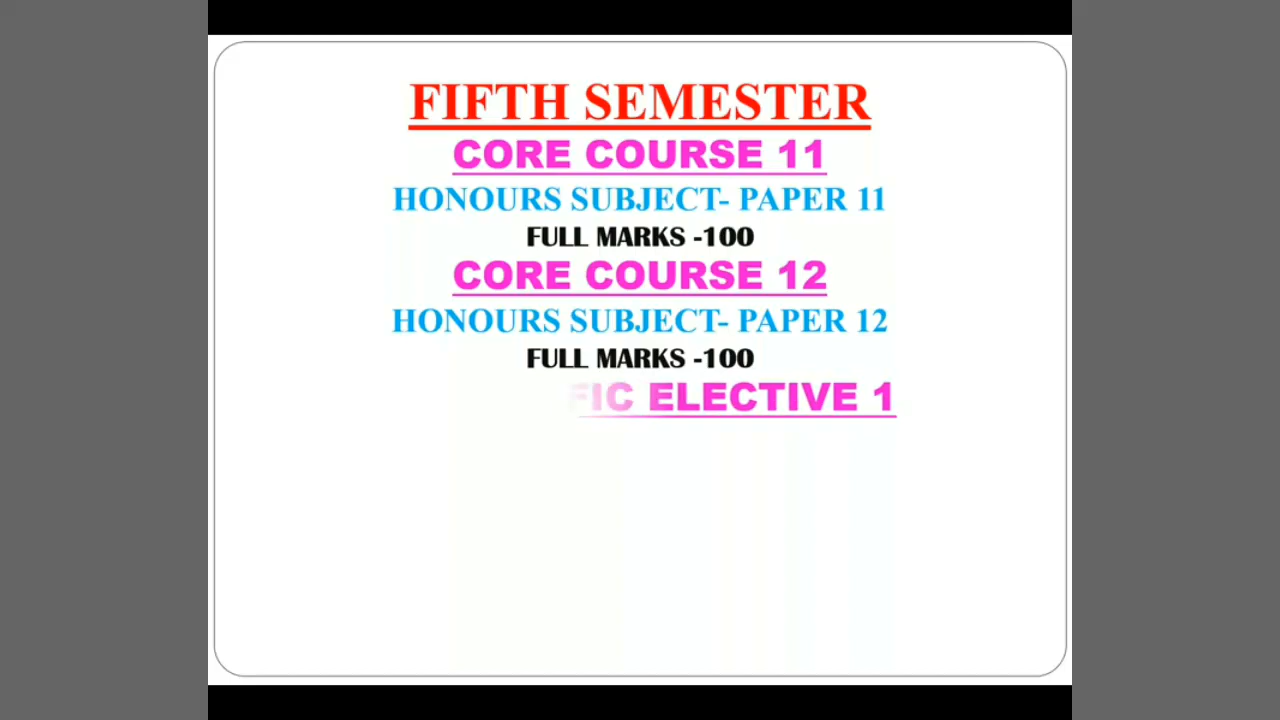 FIFTH SEMESTER
CORE COURSE 11
HONOURS SUBJECT- PAPER 11
FULL MARKS -100
CORE COURSE 12
HONOURS SUBJECT- PAPER 12
FULL MARKS -100
FIC ELECTIVE 1